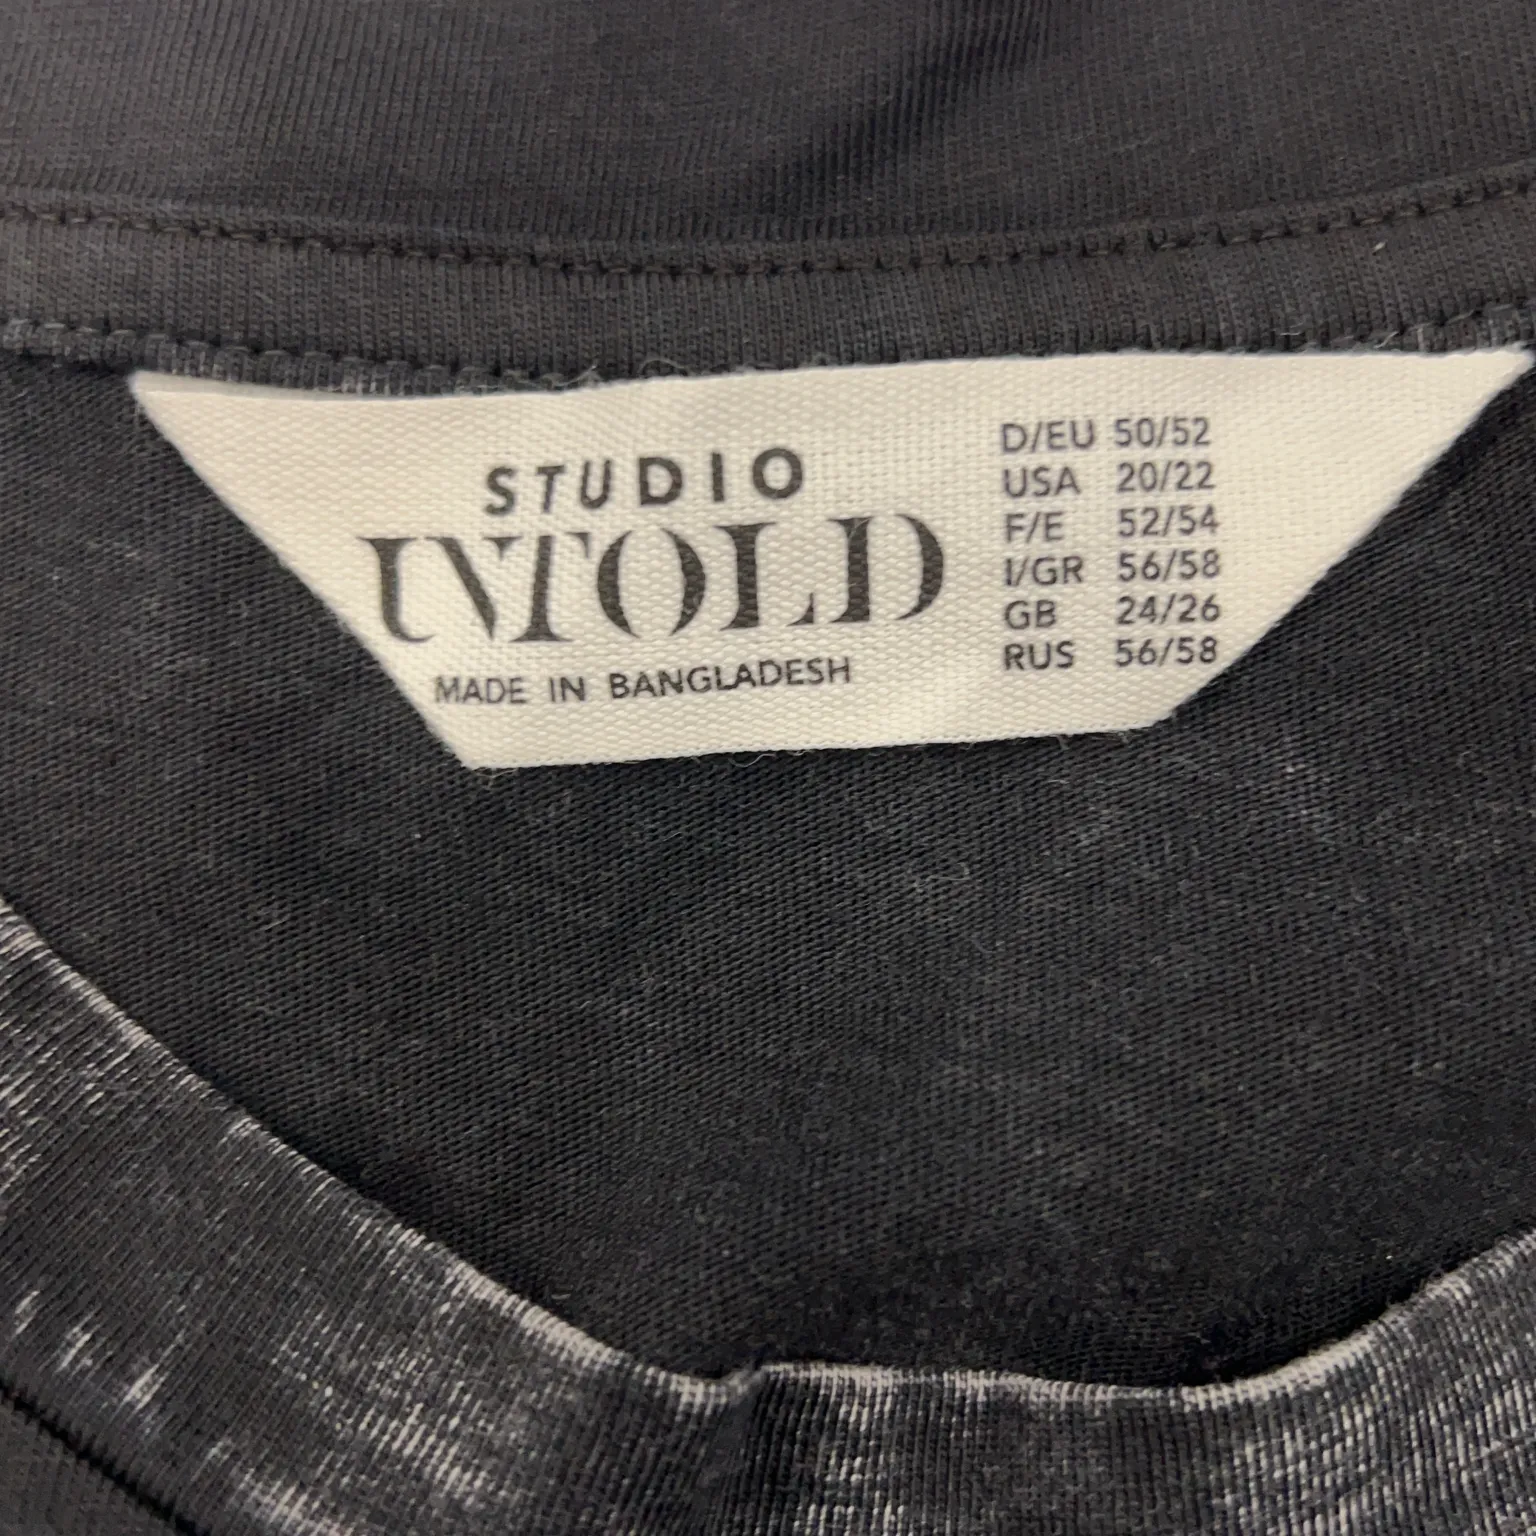 STUDIO
UNTOLD
MADE IN BANGLADESH
D/EU 50/52
USA 20/22
F/E 52/54
I/GR 56/58
GB 24/26
RUS 56/58